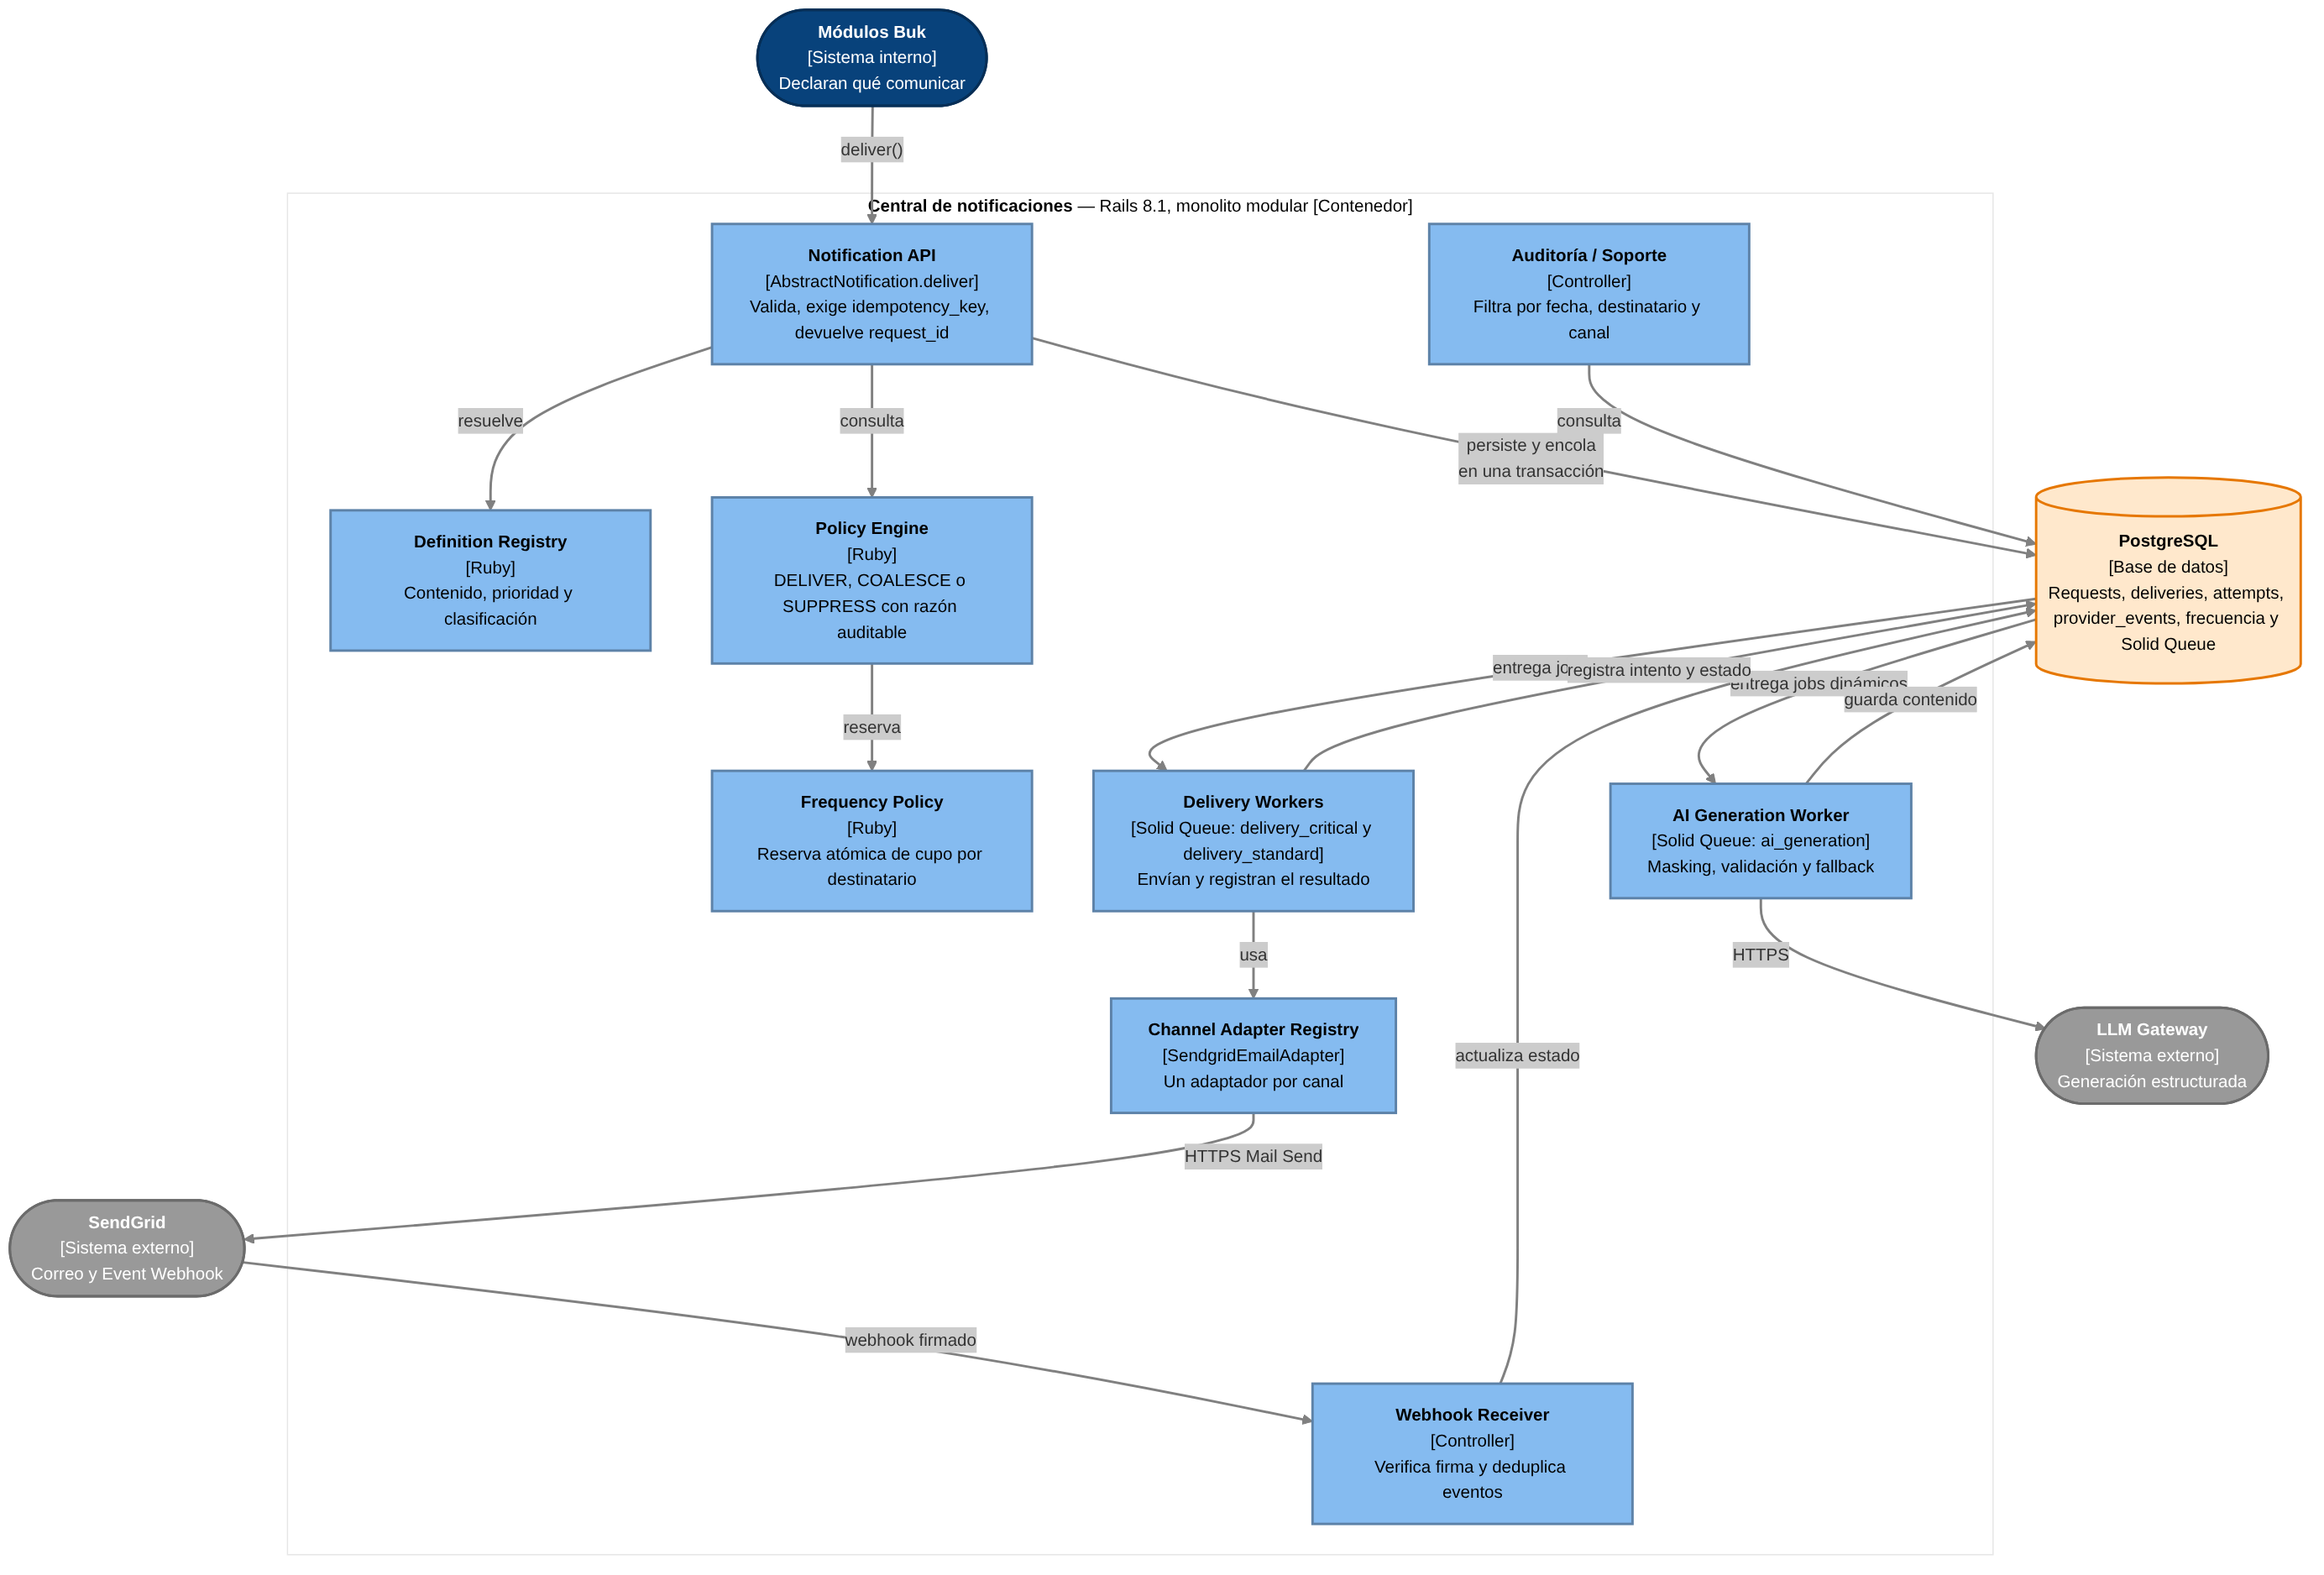 Módulos Buk
[Sistema interno]
Declaran qué comunicar
deliver()
Central de notificaciones — Rails 8.1, monolito modular [Contenedor]
Notification API
[AbstractNotification.deliver]
Valida, exige idempotency_key,
devuelve request_id
Auditoría / Soporte
[Controller]
Filtra por fecha, destinatario y
canal
resuelve
consulta
consulta
persiste y encola
en una transacción
Definition Registry
[Ruby]
Contenido, prioridad y
clasificación
Policy Engine
[Ruby]
DELIVER, COALESCE o
SUPPRESS con razón
auditable
PostgreSQL
[Base de datos]
Requests, deliveries, attempts,
provider_events, frecuencia y
Solid Queue
entrega
registra intento y estado
entrega jobs dinámicos
guarda contenido
reserva
Frequency Policy
[Ruby]
Reserva atómica de cupo por
destinatario
Delivery Workers
[Solid Queue: delivery_critical y
delivery_standard]
Envían y registran el resultado
AI Generation Worker
[Solid Queue: ai_generation]
Masking, validación y fallback
usa
HTTPS
Channel Adapter Registry
[SendgridEmailAdapter]
Un adaptador por canal
actualiza estado
LLM Gateway
[Sistema externo]
Generación estructurada
HTTPS Mail Send
SendGrid
[Sistema externo]
Correo y Event Webhook
webhook firmado
Webhook Receiver
[Controller]
Verifica firma y deduplica
eventos